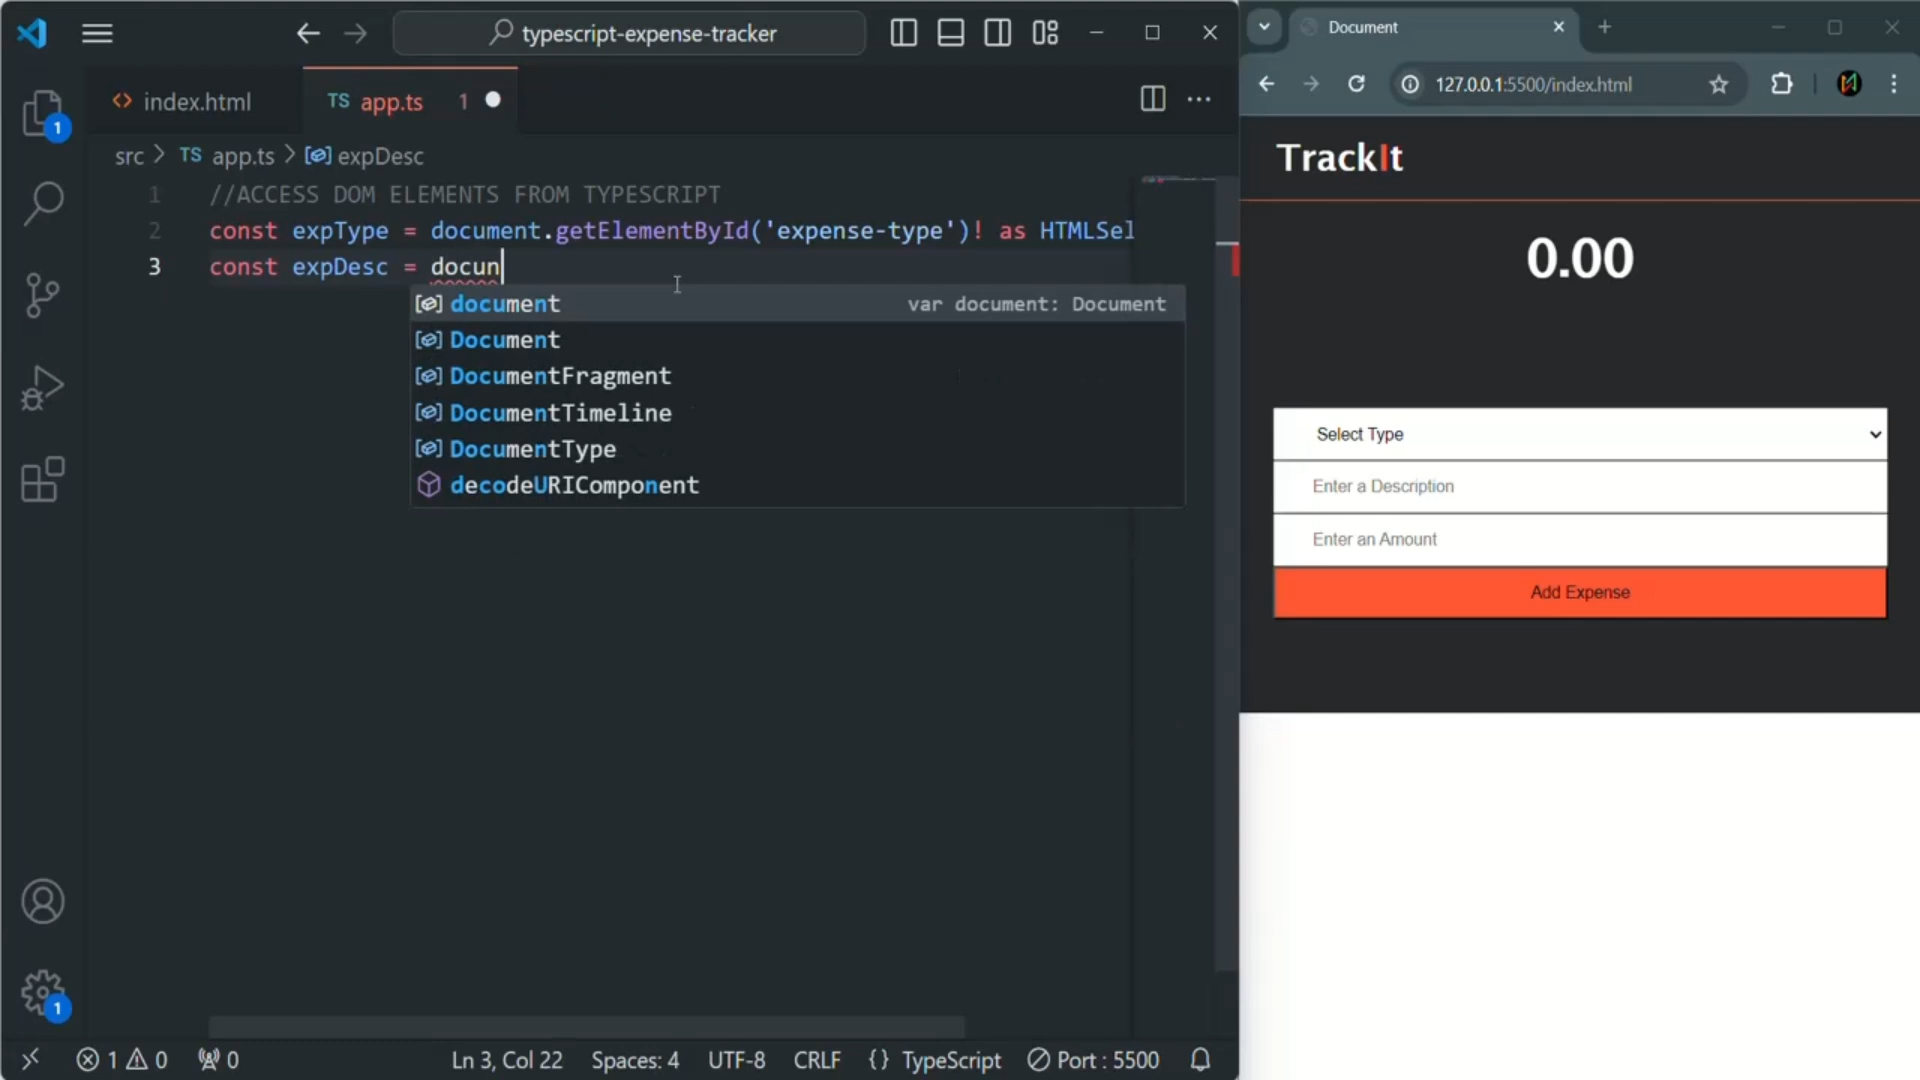 typescript-expense-tracker
index.html
TS app.ts 1
src > TS app.ts > expDesc
1 //ACCESS DOM ELEMENTS FROM TYPESCRIPT
2 const expType = document.getElementById('expense-type')! as HTMLSel
3 const expDesc = docun
document var document: Document
Document
DocumentFragment
DocumentTimeline
DocumentType
decodeURIComponent
1
1
1 0 0 Ln 3, Col 22 Spaces: 4 UTF-8 CRLF {} TypeScript Port : 5500
Document
127.0.0.1:5500/index.html
TrackIt
0.00
Select Type
Enter a Description
Enter an Amount
Add Expense